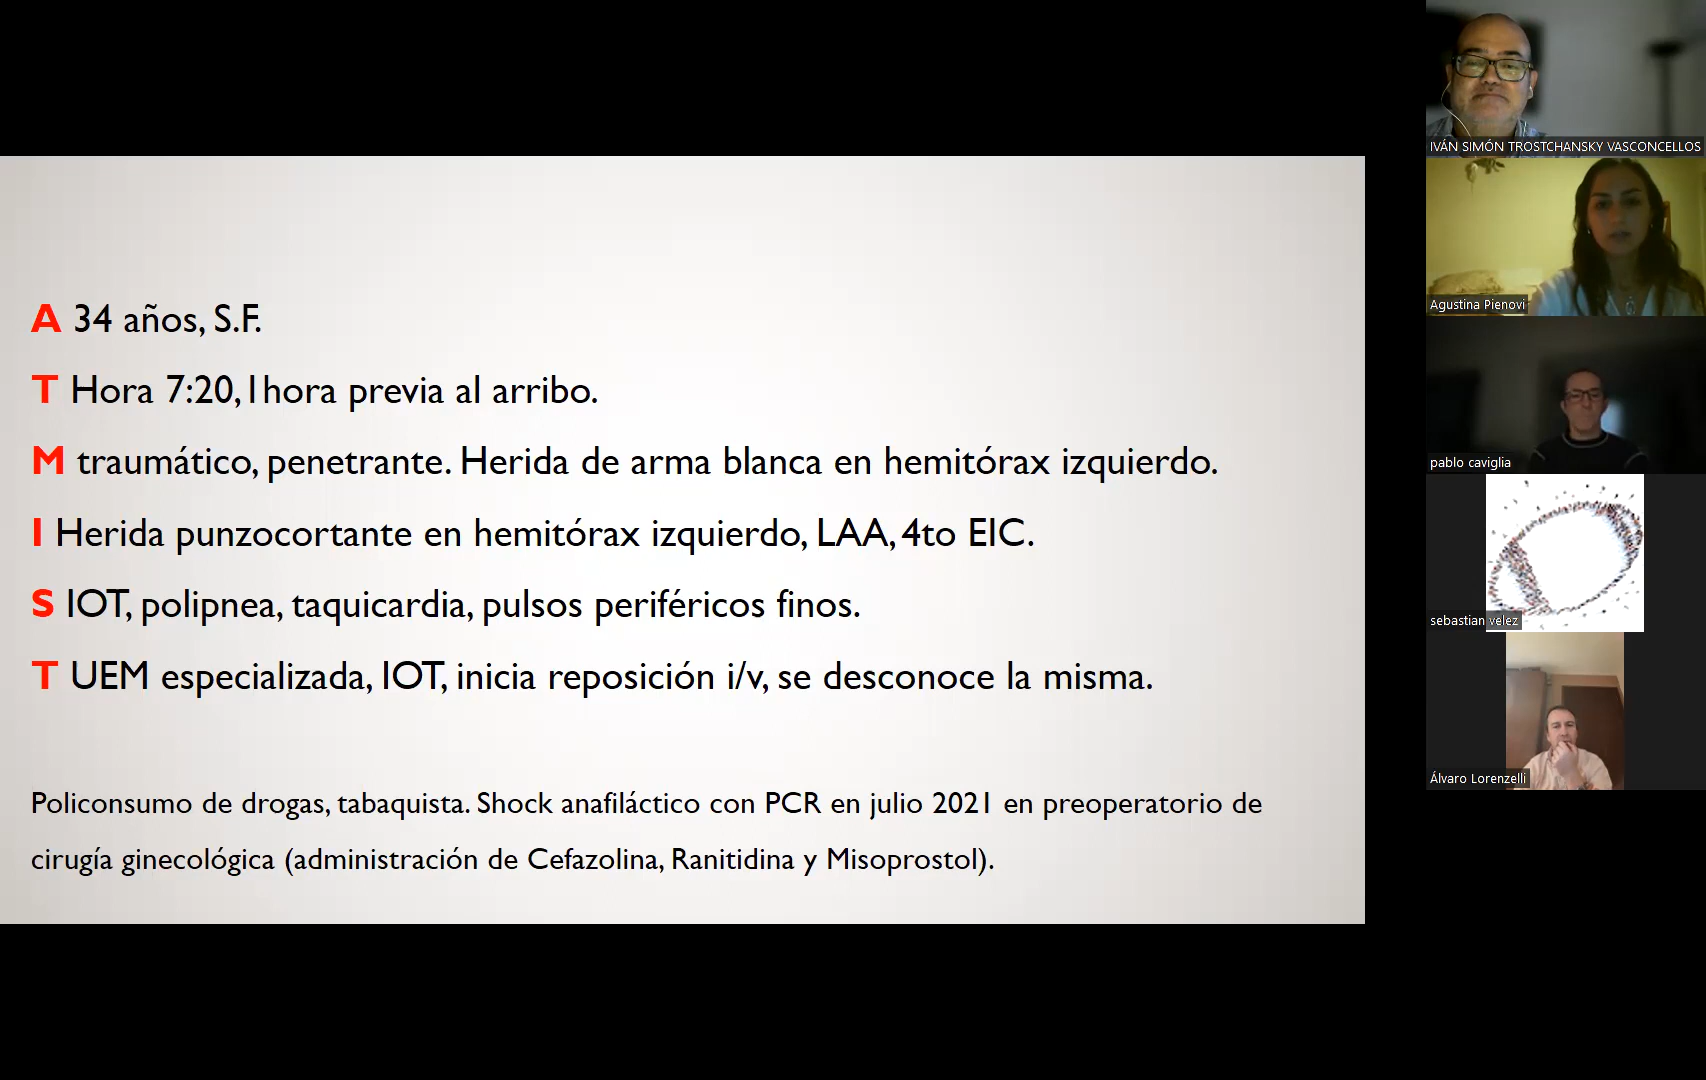 A 34 años, S.F.
T Hora 7:20, 1hora previa al arribo.
M traumático, penetrante. Herida de arma blanca en hemitórax izquierdo.
I Herida punzocortante en hemitórax izquierdo, LAA, 4to EIC.
S IOT, polipnea, taquicardia, pulsos periféricos finos.
T UEM especializada, IOT, inicia reposición i/v, se desconoce la misma.
Policonsumo de drogas, tabaquista. Shock anafiláctico con PCR en julio 2021 en preoperatorio de
cirugía ginecológica (administración de Cefazolina, Ranitidina y Misoprostol).
IVÁN SIMÓN TROSTCHANSKY VASCONCELLOS
Agustina Pienovi
pablo caviglia
sebastian velez
Álvaro Lorenzelli